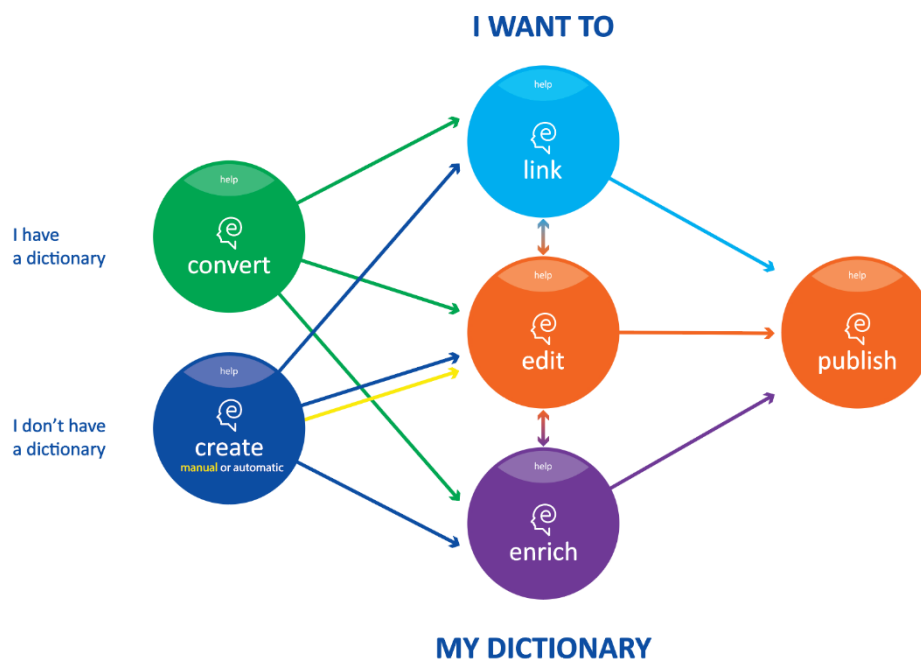 I WANT TO
help
link
help
convert
I have
a dictionary
help
edit
help
publish
help
create
manual or automatic
I don't have
a dictionary
help
enrich
MY DICTIONARY